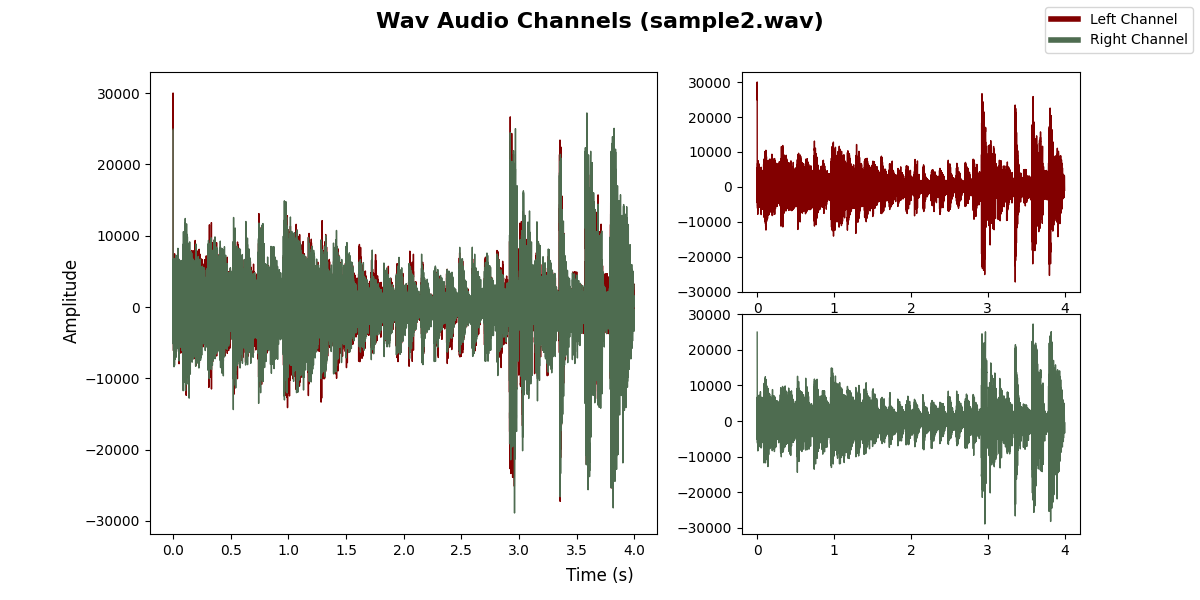 Wav Audio Channels (sample2.wav)
Left Channel
Right Channel
Amplitude
30000
20000
10000
0
−10000
−20000
−30000
0.0 0.5 1.0 1.5 2.0 2.5 3.0 3.5 4.0
30000
20000
10000
0
−10000
−20000
−30000
0 1 2 3 4
30000
20000
10000
0
−10000
−20000
−30000
0 1 2 3 4
Time (s)